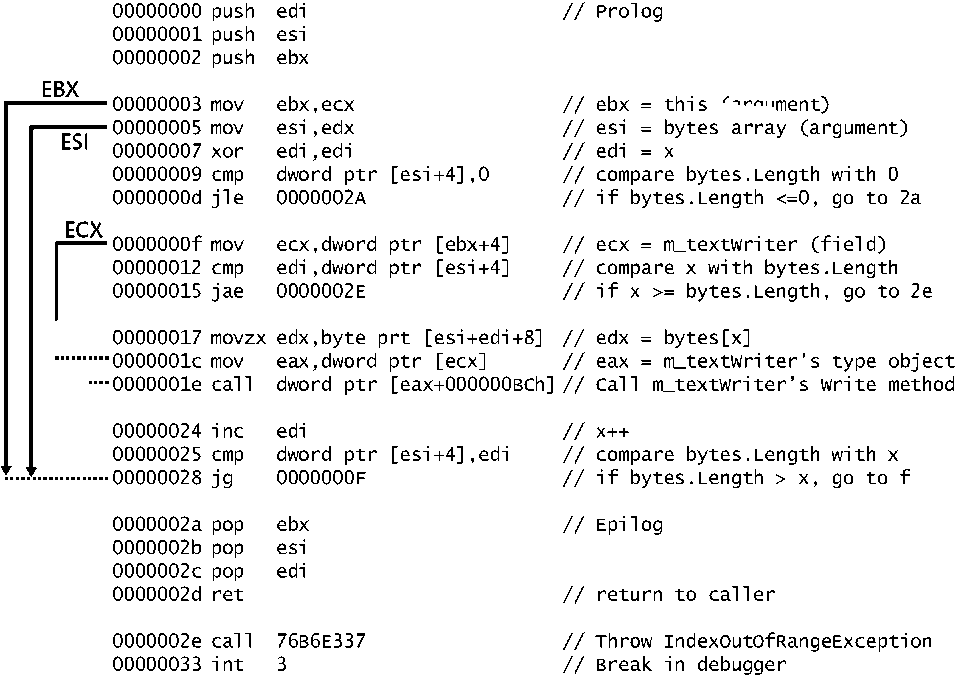 00000000 push edi // Prolog
00000001 push esi
00000002 push ebx
EBX
00000003 mov ebx,ecx // ebx = this
00000005 mov esi,edx // esi = bytes array (argument)
ESI
00000007 xor edi,edi // edi = x
00000009 cmp dword ptr [esi+4],0 // compare bytes.Length with 0
0000000d jle 0000002A // if bytes.Length <=0, go to 2a
ECX
0000000f mov ecx,dword ptr [ebx+4] // ecx = m_textWriter (field)
00000012 cmp edi,dword ptr [esi+4] // compare x with bytes.Length
00000015 jae 0000002E // if x >= bytes.Length, go to 2e
00000017 movzx edx,byte prt [esi+edi+8] // edx = bytes[x]
0000001c mov eax,dword ptr [ecx] // eax = m_textWriter's type object
0000001e call dword ptr [eax+000000BCh] // Call m_textWriter's Write method
00000024 inc edi // x++
00000025 cmp dword ptr [esi+4],edi // compare bytes.Length with x
00000028 jg 0000000F // if bytes.Length > x, go to f
0000002a pop ebx // Epilog
0000002b pop esi
0000002c pop edi
0000002d ret // return to caller
0000002e call 76B6E337 // Throw IndexOutOfRangeException
00000033 int 3 // Break in debugger